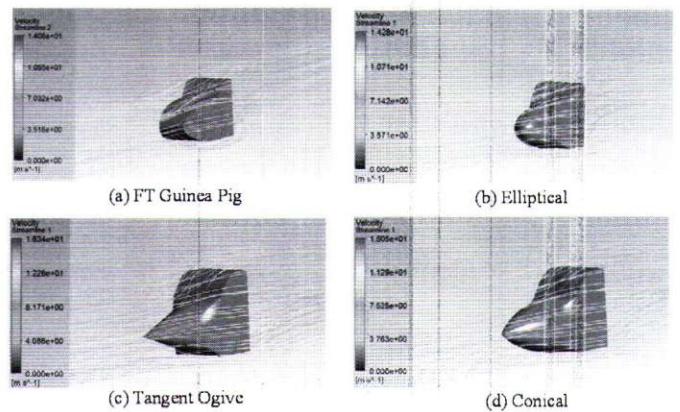 Velocity
Streamline 2
1.406e+01
7.032e+00
3.516e+00
0.000e+00
[m s^-1]
(a) FT Guinea Pig
Velocity
Streamline 1
1.428e+01
1.071e+01
7.142e+00
3.571e+00
0.000e+00
[m s^-1]
(b) Elliptical
Velocity
Streamline 1
1.634e+01
1.226e+01
8.171e+00
4.086e+00
0.000e+00
[m s^-1]
(c) Tangent Ogive
Velocity
Streamline 1
1.505e+01
1.129e+01
7.526e+00
3.763e+00
0.000e+00
[m s^-1]
(d) Conical